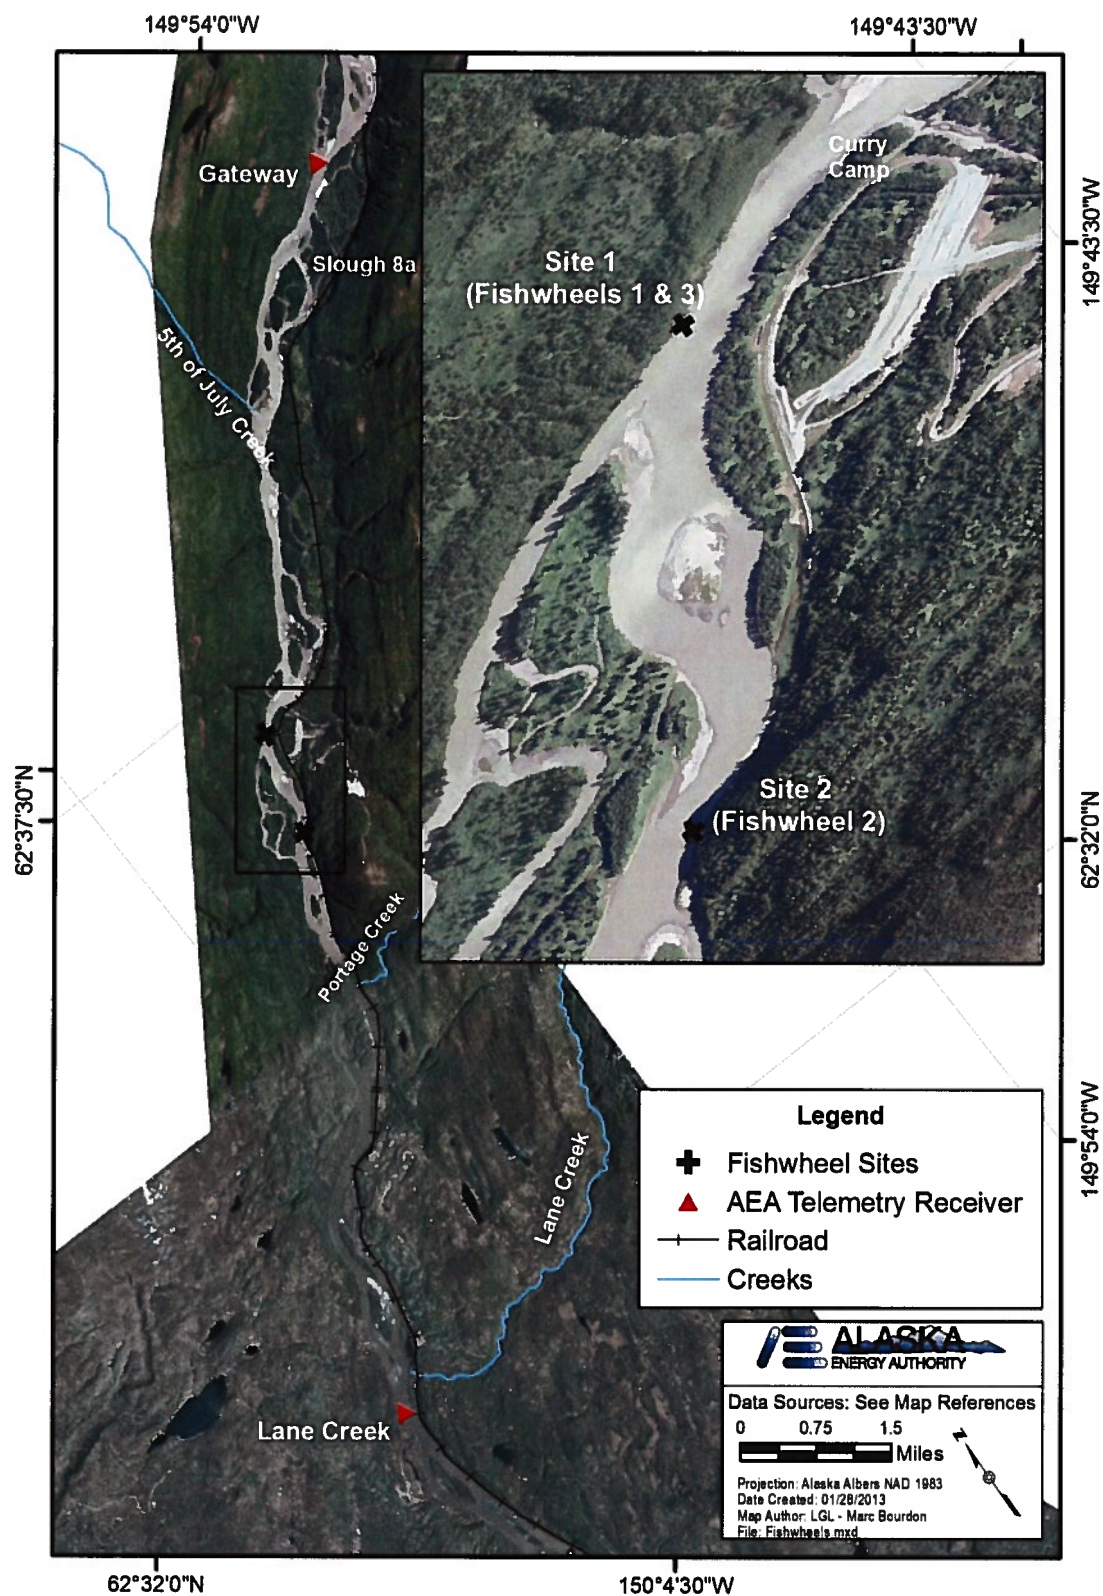 149°54'0"W
149°43'30"W
Gateway
Slough 8a
5th of July Creek
Curry
Camp
Site 1
(Fishwheels 1 & 3)
149°43'30"W
62°37'30"N
Site 2
(Fishwheel 2)
62°32'0"N
Portage Creek
Lane Creek
149°54'0"W
Legend
Fishwheel Sites
AEA Telemetry Receiver
Railroad
Creeks
ALASKA
ENERGY AUTHORITY
Data Sources: See Map References
0 0.75 1.5
Miles
N
Projection: Alaska Albers NAD 1983
Date Created: 01/28/2013
Map Author: LGL - Marc Bourdon
File: Fishwheels.mxd
Lane Creek
62°32'0"N
150°4'30"W